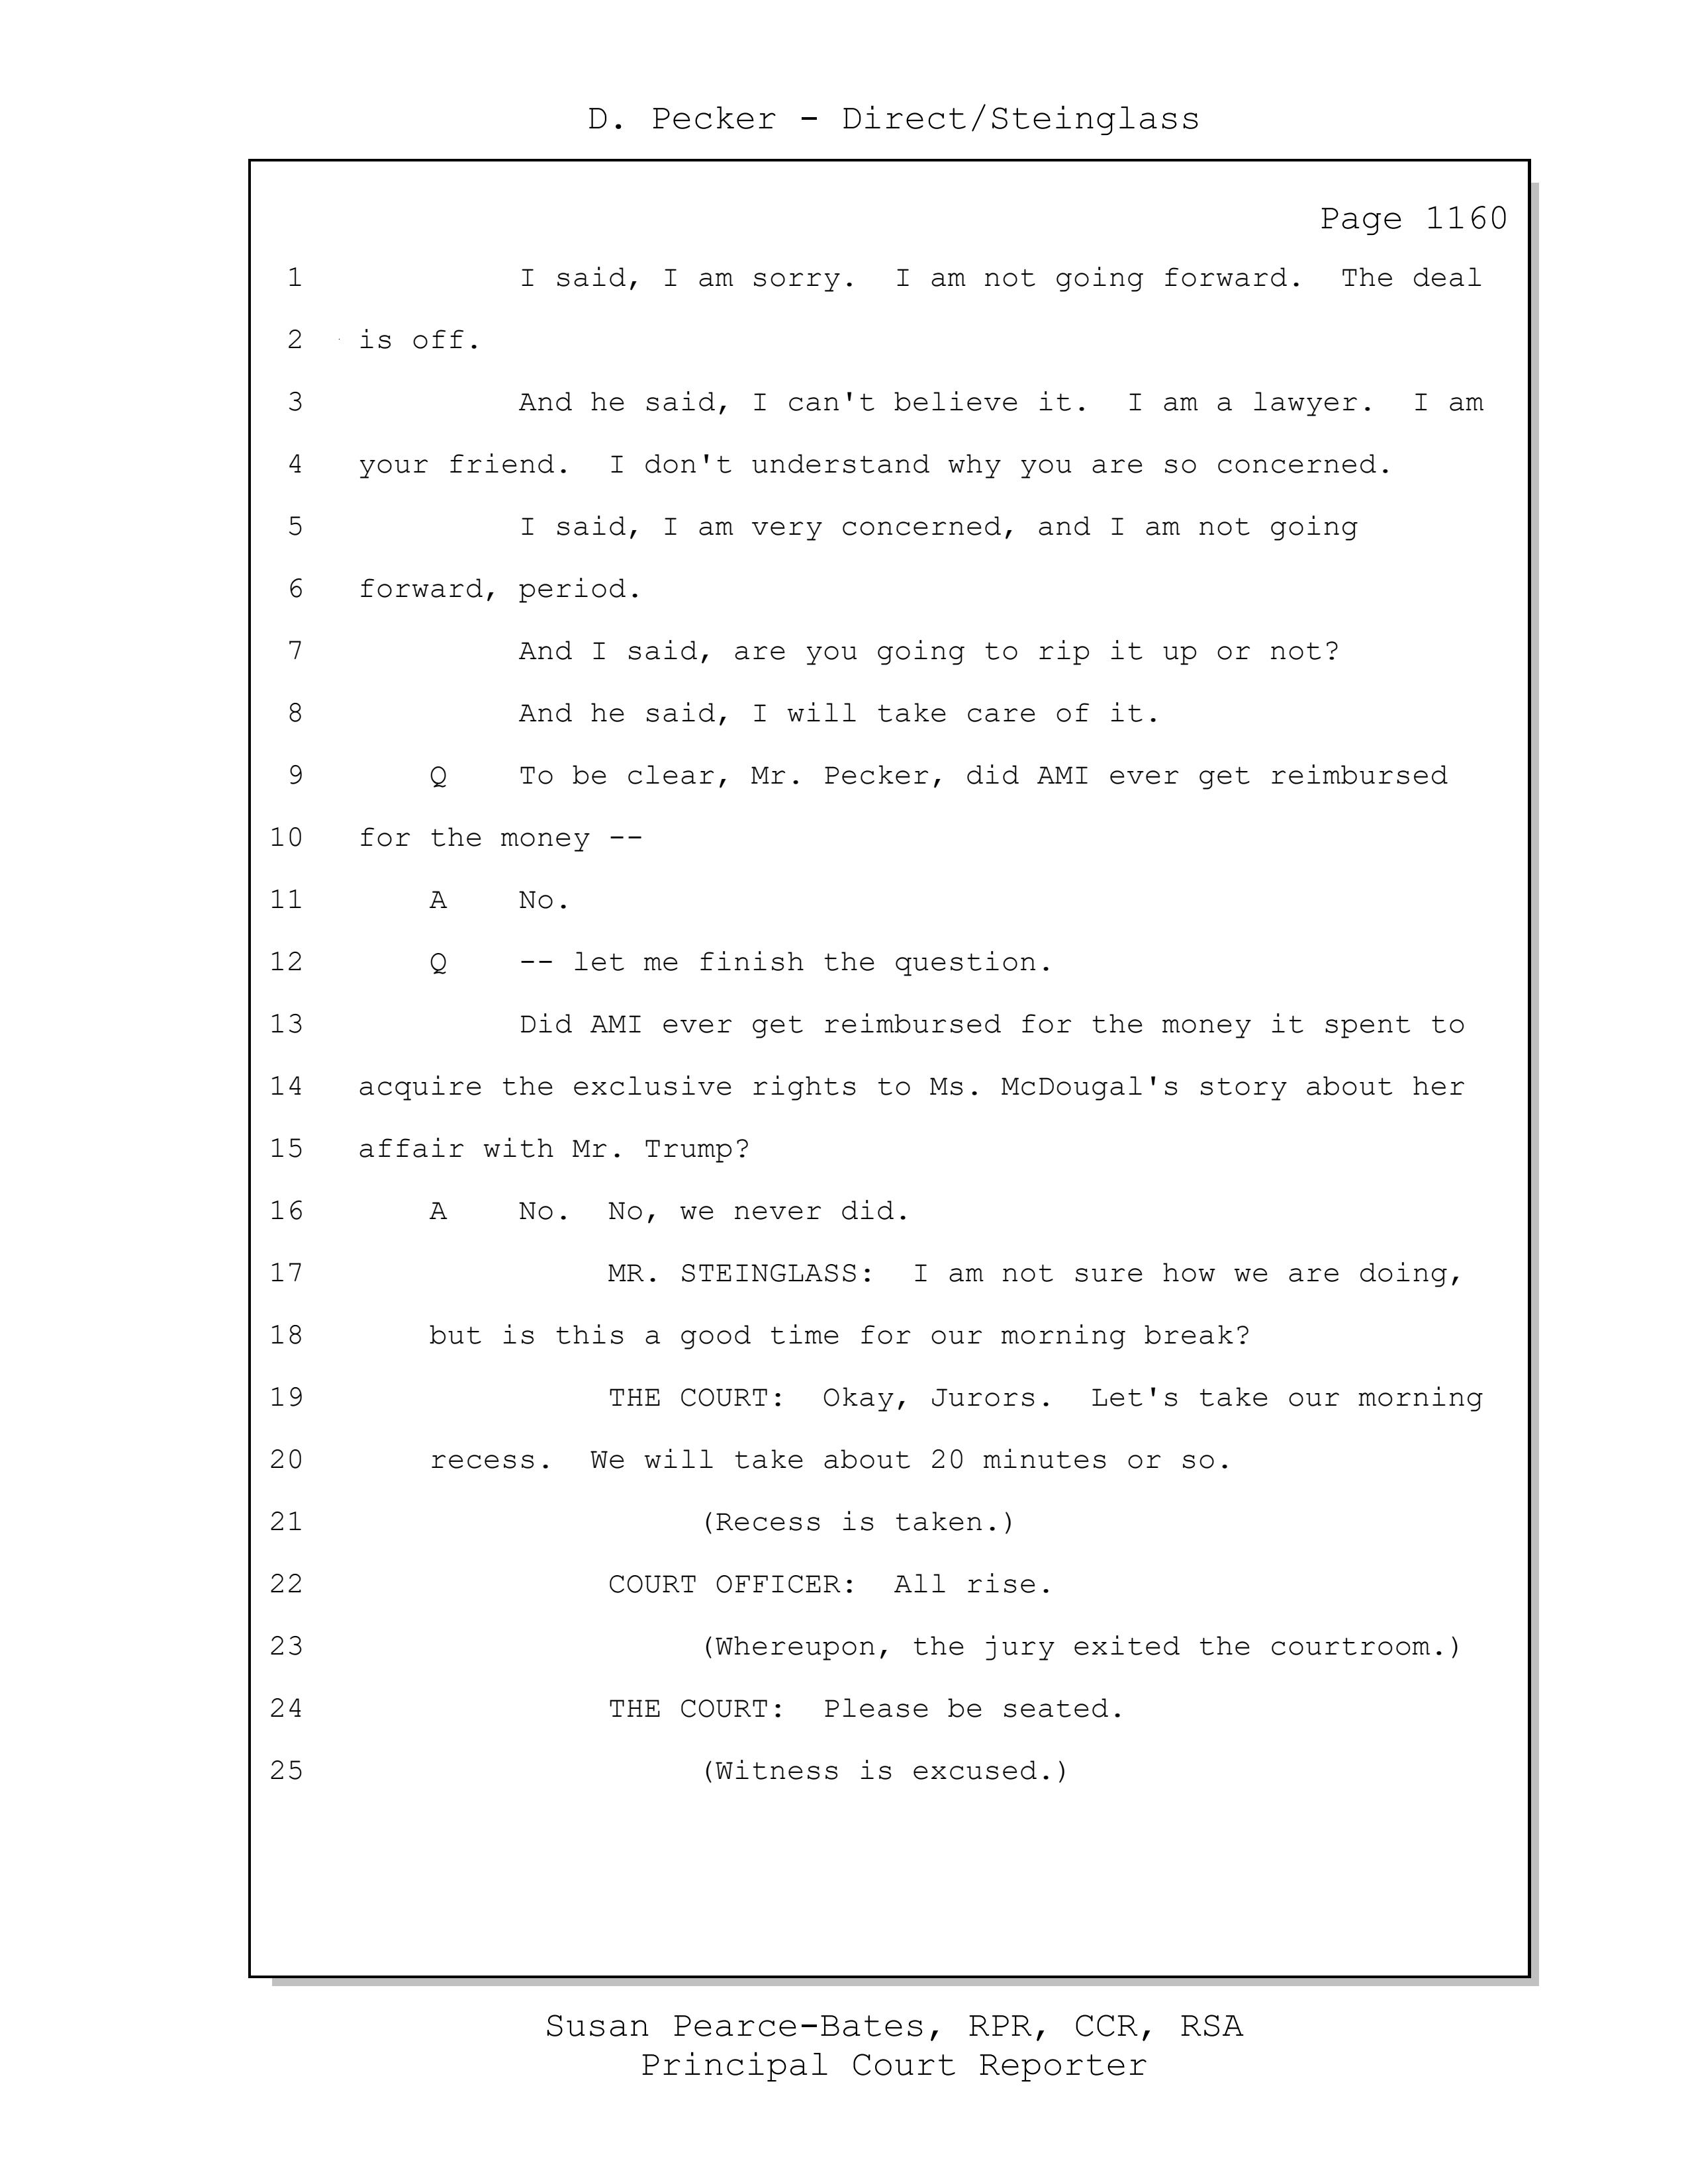 D. Pecker - Direct/Steinglass
Page 1160
1 I said, I am sorry. I am not going forward. The deal
2 is off.
3 And he said, I can't believe it. I am a lawyer. I am
4 your friend. I don't understand why you are so concerned.
5 I said, I am very concerned, and I am not going
6 forward, period.
7 And I said, are you going to rip it up or not?
8 And he said, I will take care of it.
9 Q To be clear, Mr. Pecker, did AMI ever get reimbursed
10 for the money --
11 A No.
12 Q -- let me finish the question.
13 Did AMI ever get reimbursed for the money it spent to
14 acquire the exclusive rights to Ms. McDougal's story about her
15 affair with Mr. Trump?
16 A No. No, we never did.
17 MR. STEINGLASS: I am not sure how we are doing,
18 but is this a good time for our morning break?
19 THE COURT: Okay, Jurors. Let's take our morning
20 recess. We will take about 20 minutes or so.
21 (Recess is taken.)
22 COURT OFFICER: All rise.
23 (Whereupon, the jury exited the courtroom.)
24 THE COURT: Please be seated.
25 (Witness is excused.)
Susan Pearce-Bates, RPR, CCR, RSA
Principal Court Reporter